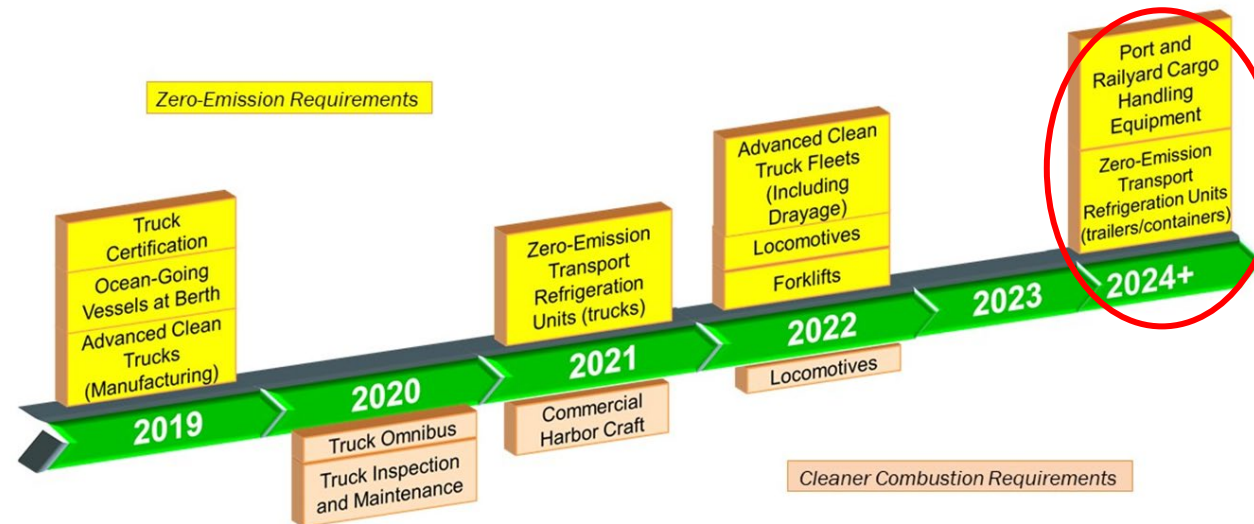 Zero-Emission Requirements
Truck
Certification
Ocean-Going
Vessels at Berth
Advanced Clean
Trucks
(Manufacturing)
Zero-Emission
Transport
Refrigeration
Units (trucks)
Advanced Clean
Truck Fleets
(Including
Drayage)
Locomotives
Forklifts
Port and
Railyard Cargo
Handling
Equipment
Zero-Emission
Transport
Refrigeration Units
(trailers/containers)
2019
2020
2021
2022
2023
2024+
Truck Omnibus
Truck Inspection
and Maintenance
Commercial
Harbor Craft
Locomotives
Cleaner Combustion Requirements